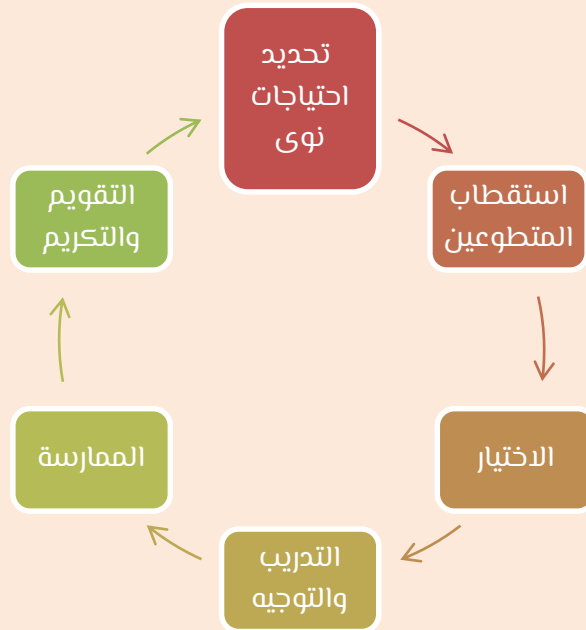 تحديد
احتياجات
نوى
استقطاب
المتطوعين
الاختيار
التدريب
والتوجيه
الممارسة
التقويم
والتكريم